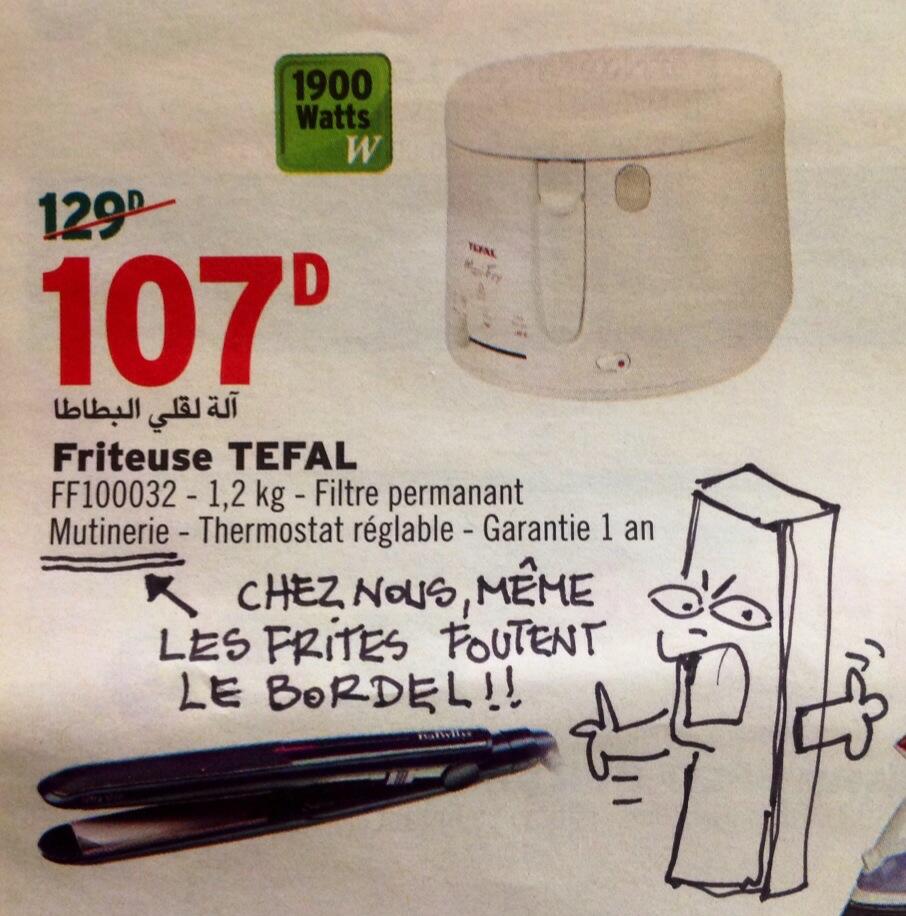 1900
Watts
W
129D
107D
آلة لقلي البطاطا
Friteuse TEFAL
FF100032 - 1,2 kg - Filtre permanant
Mutinerie - Thermostat réglable - Garantie 1 an
TEFAL
CHEZ NOUS, MÊME
LES FRITES FOUTENT
LE BORDEL!!
BaByliss